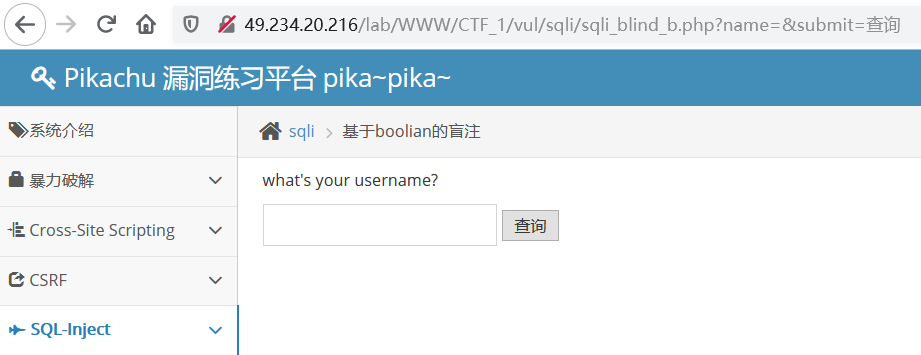 49.234.20.216/lab/WWW/CTF_1/vul/sqli/sqli_blind_b.php?name=&submit=查询
Pikachu 漏洞练习平台 pika~pika~
系统介绍
sqli > 基于boolian的盲注
暴力破解
what's your username?
Cross-Site Scripting
查询
CSRF
SQL-Inject